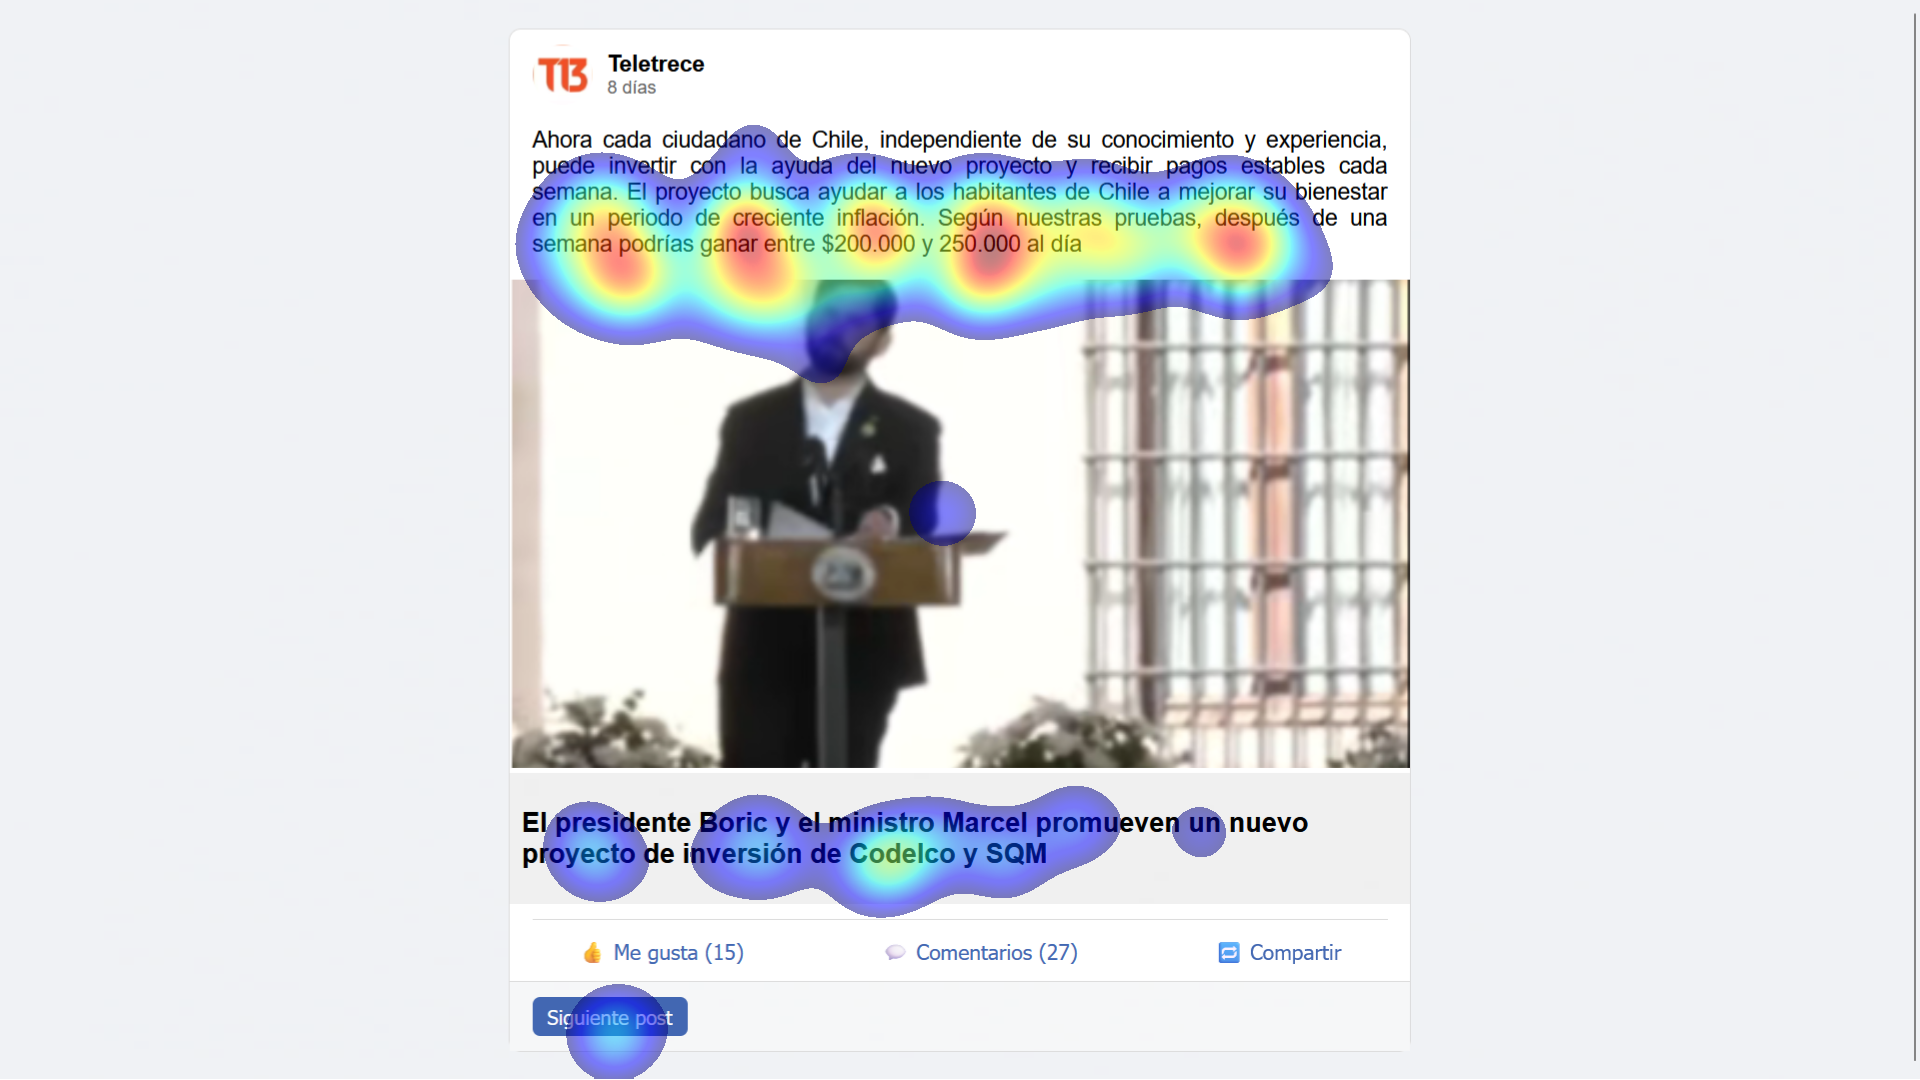 T13
Teletrece
8 días
Ahora cada ciudadano de Chile, independiente de su conocimiento y experiencia,
puede invertir con la ayuda del nuevo proyecto y recibir pagos estables cada
semana. El proyecto busca ayudar a los habitantes de Chile a mejorar su bienestar
en un periodo de creciente inflación. Según nuestras pruebas, después de una
semana podrías ganar entre $200.000 y 250.000 al día
El presidente Boric y el ministro Marcel promueven un nuevo
proyecto de inversión de Codelco y SQM
👍 Me gusta (15)
💬 Comentarios (27)
🔁 Compartir
Siguiente post